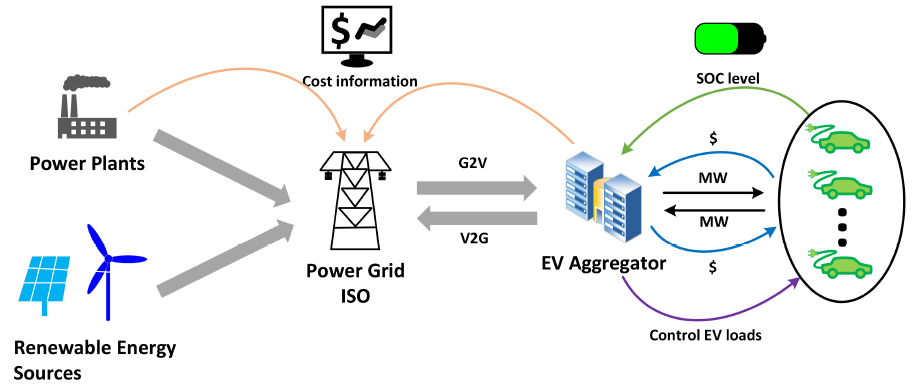 $
Cost information
SOC level
Power Plants
G2V
V2G
$
MW
MW
$
Power Grid
ISO
EV Aggregator
Control EV loads
Renewable Energy
Sources